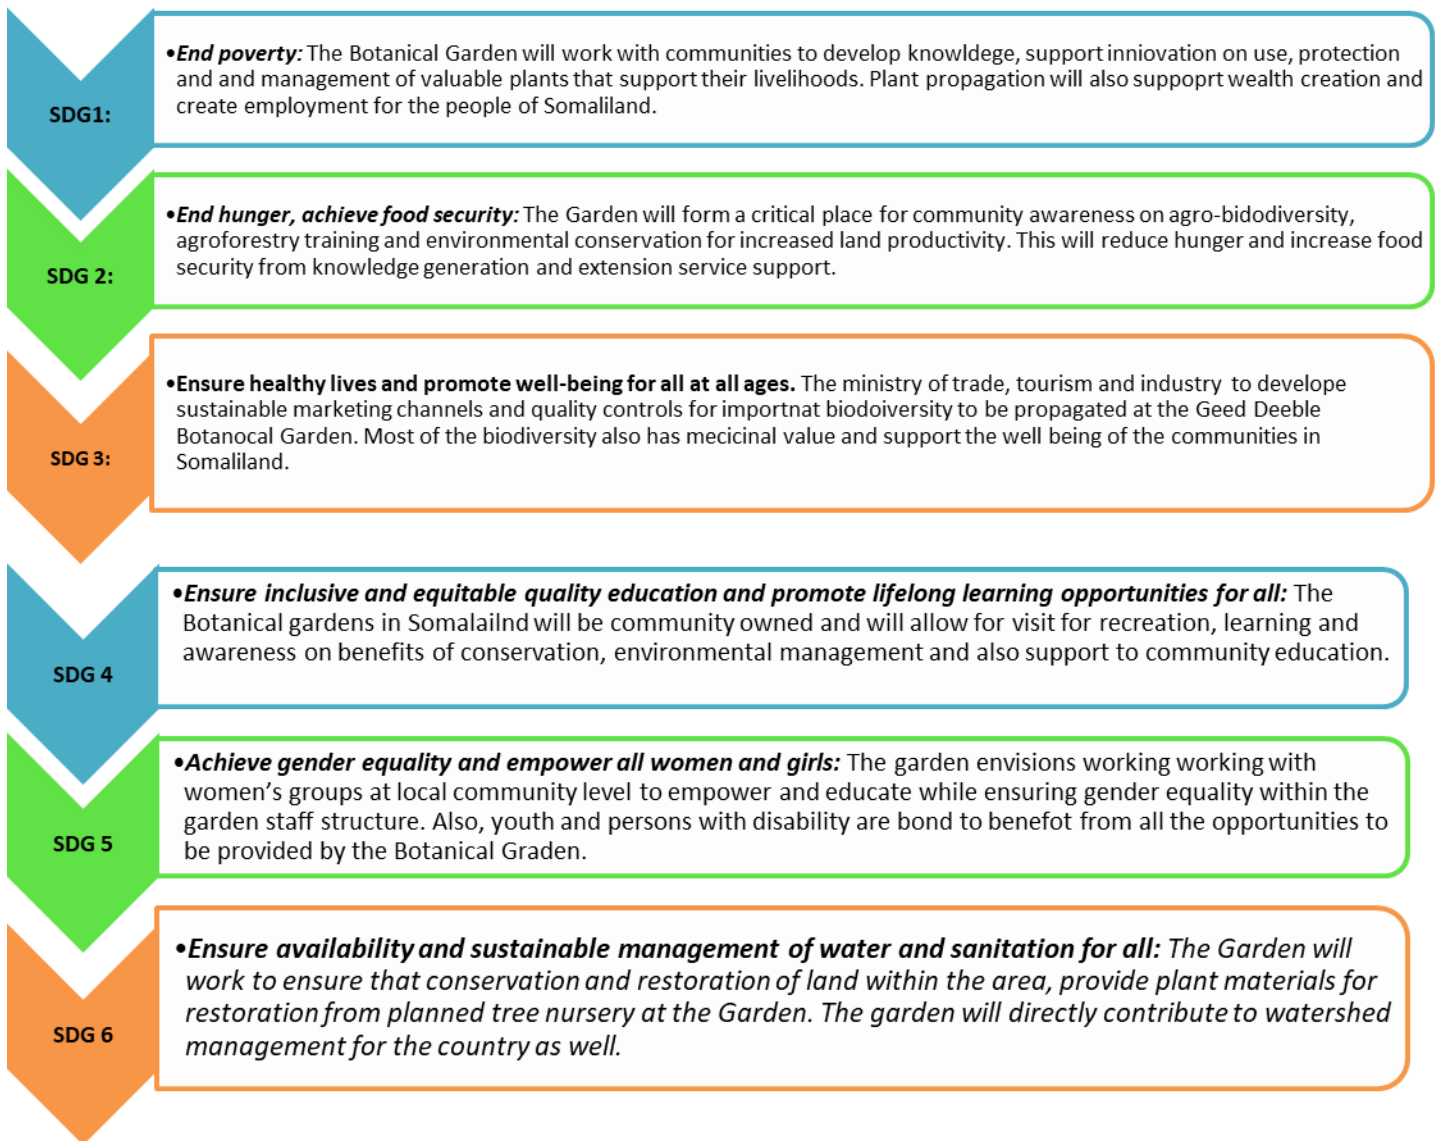 SDG1:
•End poverty: The Botanical Garden will work with communities to develop knowldege, support inniovation on use, protection
and and management of valuable plants that support their livelihoods. Plant propagation will also suppoprt wealth creation and
create employment for the people of Somaliland.
SDG 2:
•End hunger, achieve food security: The Garden will form a critical place for community awareness on agro-bidodiversity,
agroforestry training and environmental conservation for increased land productivity. This will reduce hunger and increase food
security from knowledge generation and extension service support.
SDG 3:
•Ensure healthy lives and promote well-being for all at all ages. The ministry of trade, tourism and industry to develope
sustainable marketing channels and quality controls for importnat biodoiversity to be propagated at the Geed Deeble
Botanocal Garden. Most of the biodiversity also has mecicinal value and support the well being of the communities in
Somaliland.
SDG 4
•Ensure inclusive and equitable quality education and promote lifelong learning opportunities for all: The
Botanical gardens in Somalailnd will be community owned and will allow for visit for recreation, learning and
awareness on benefits of conservation, environmental management and also support to community education.
SDG 5
•Achieve gender equality and empower all women and girls: The garden envisions working working with
women’s groups at local community level to empower and educate while ensuring gender equality within the
garden staff structure. Also, youth and persons with disability are bond to benefot from all the opportunities to
be provided by the Botanical Graden.
SDG 6
•Ensure availability and sustainable management of water and sanitation for all: The Garden will
work to ensure that conservation and restoration of land within the area, provide plant materials for
restoration from planned tree nursery at the Garden. The garden will directly contribute to watershed
management for the country as well.